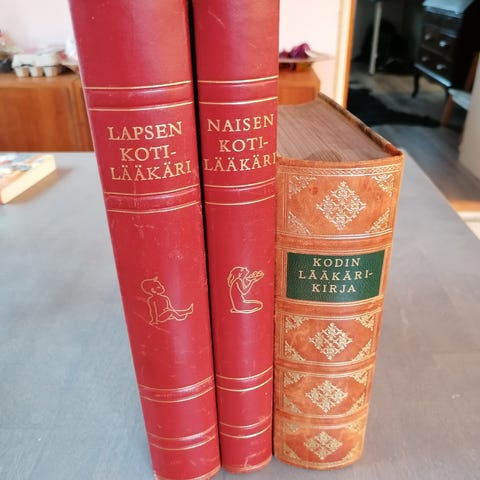 LAPSEN
KOTI-
LÄÄKÄRI
NAISEN
KOTI-
LÄÄKÄRI
KODIN
LÄÄKÄRI-
KIRJA